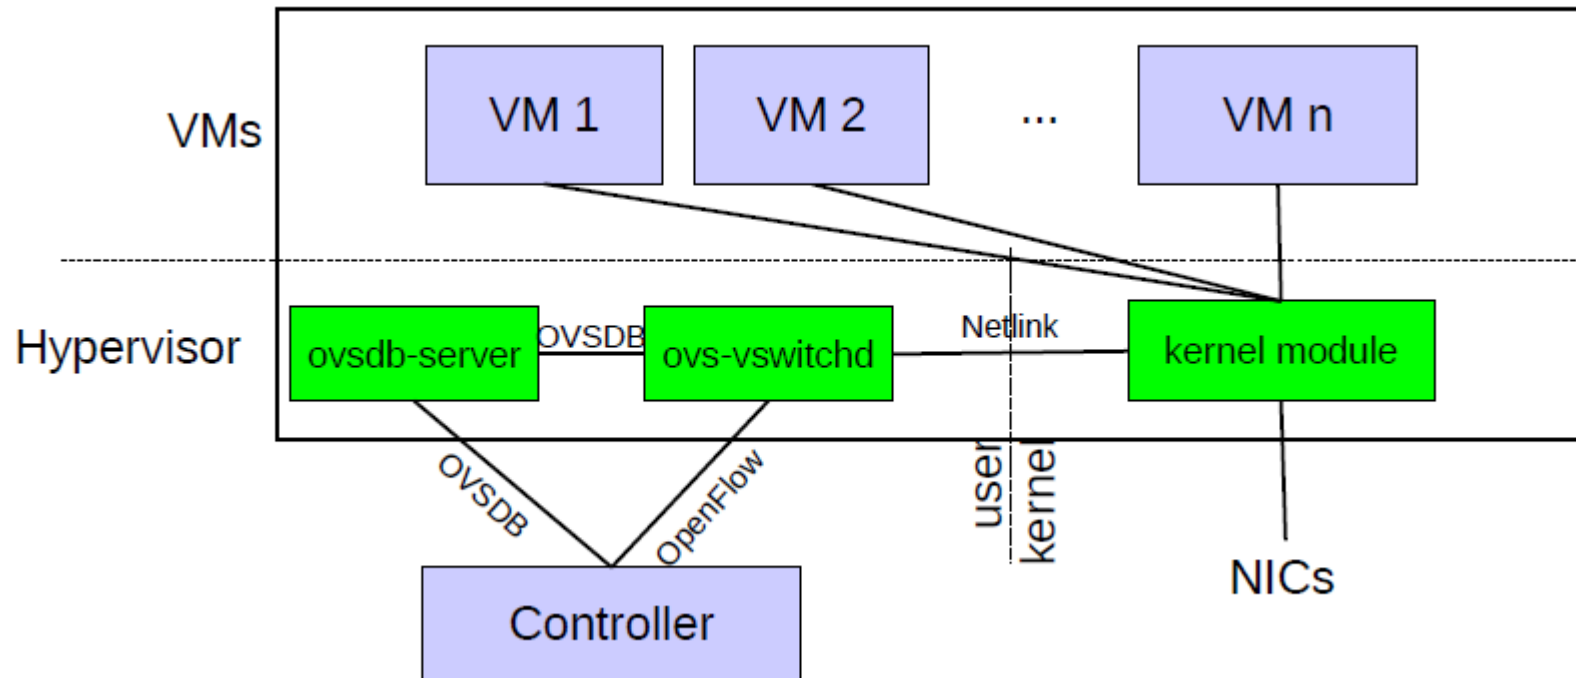 VMs
VM 1
VM 2
...
VM n
Hypervisor
ovsdb-server
OVSDB
ovs-vswitchd
Netlink
kernel module
OVSDB
OpenFlow
user
kernel
NICs
Controller